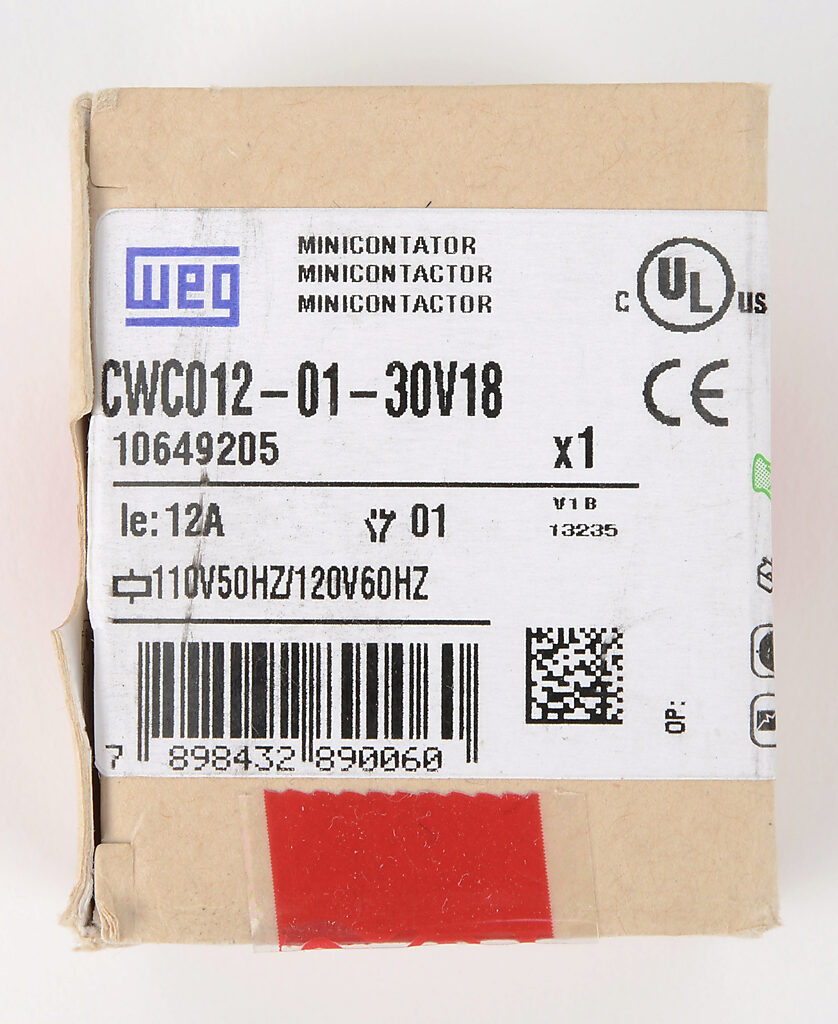 weg
MINICONTATOR
MINICONTACTOR
MINICONTACTOR
C UL US
CE
CWC012-01-30V18
10649205
x1
Ie: 12A
01
V1B
13235
110V50HZ/120V60HZ
OP:
7 898432 890060